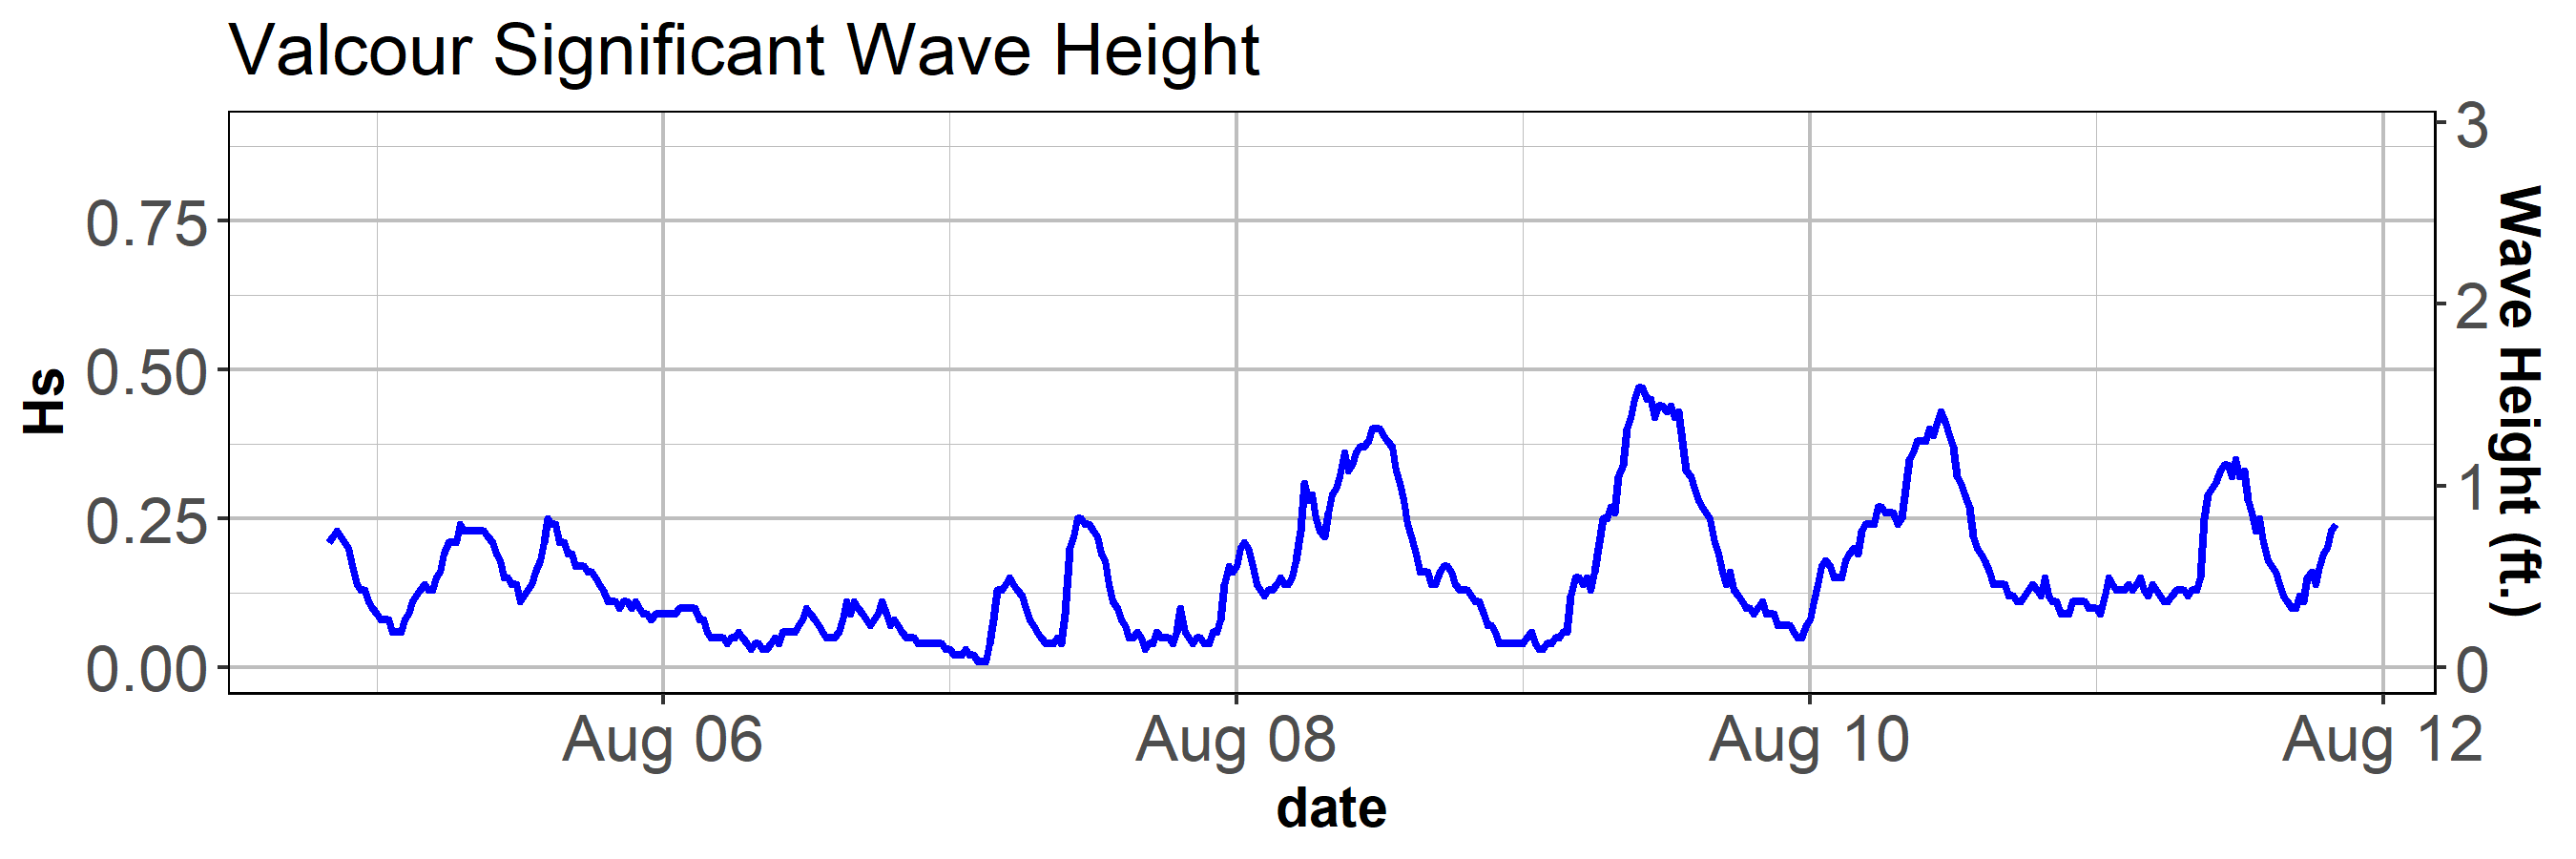 Valcour Significant Wave Height
Hs
0.75
0.50
0.25
0.00
3
2
1
0
Wave Height (ft.)
Aug 06 Aug 08 Aug 10 Aug 12
date